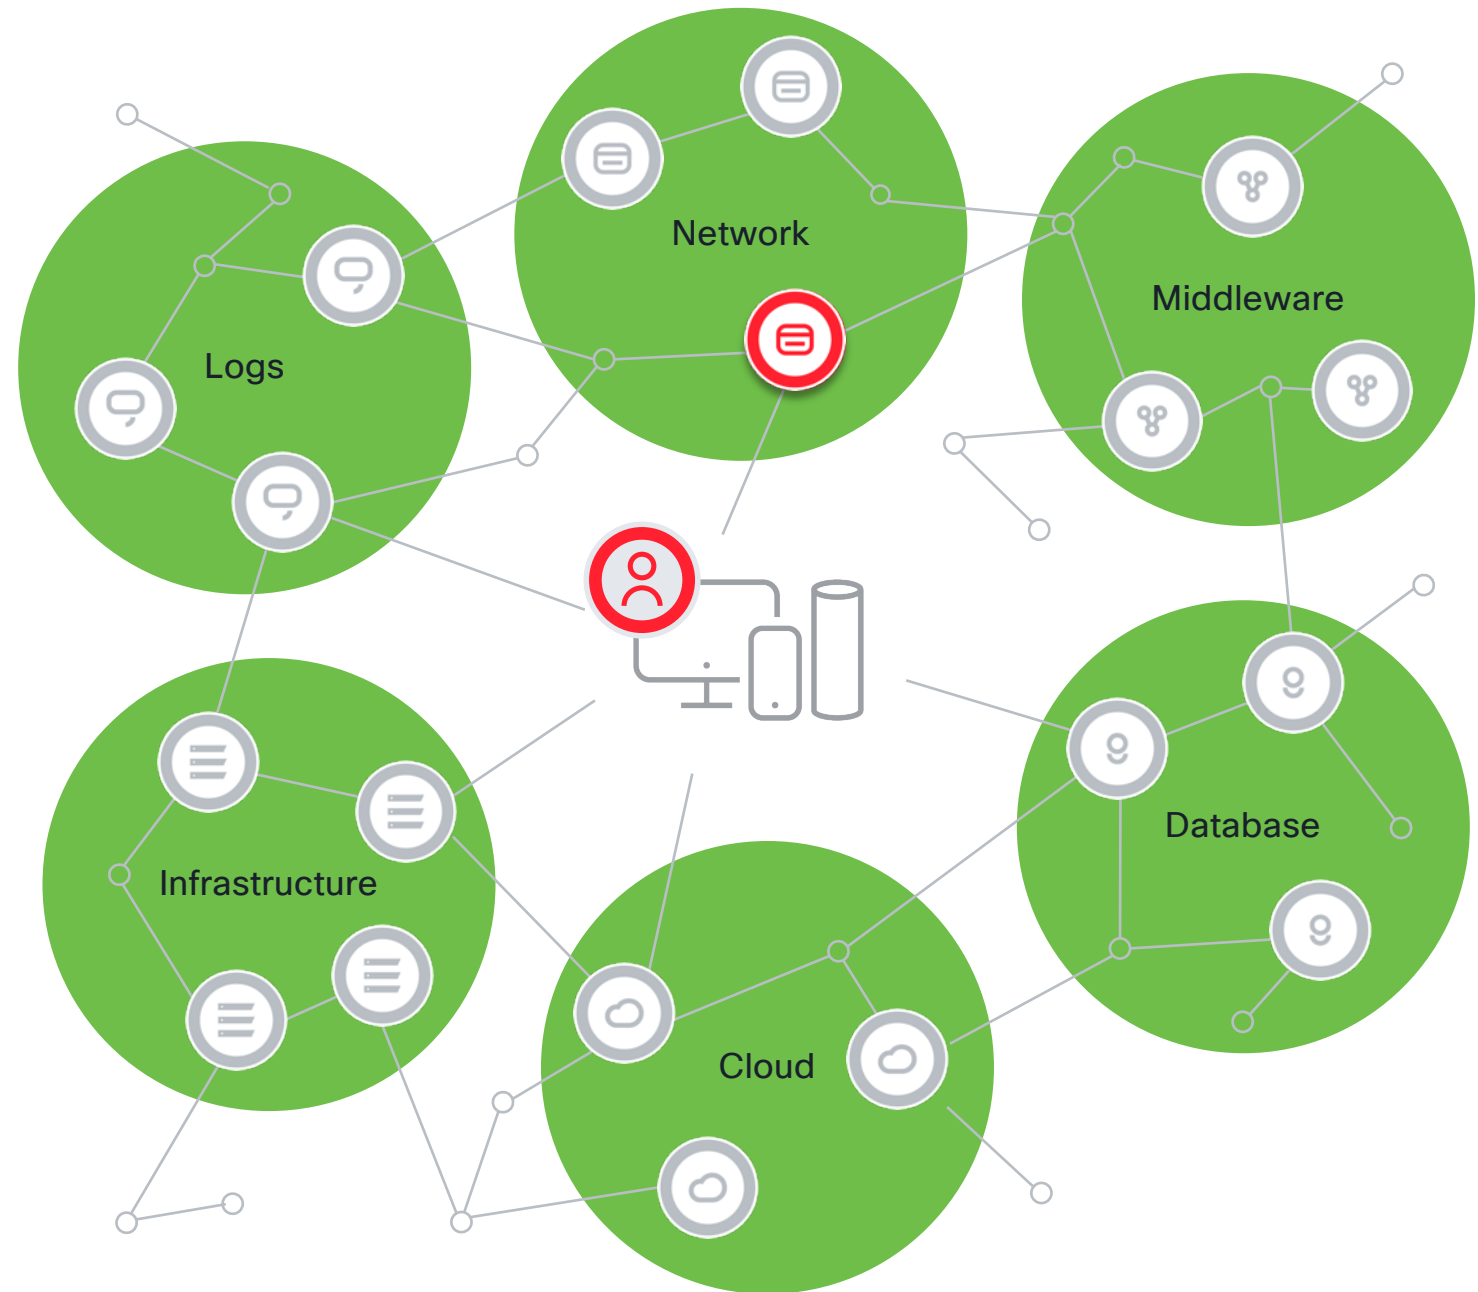 Network
Middleware
Logs
Database
Infrastructure
Cloud